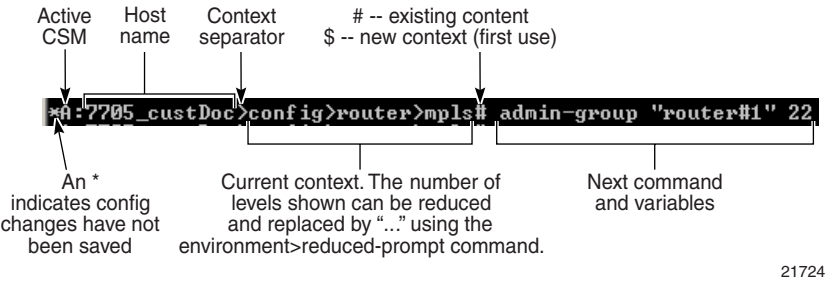 Active CSM
Host name
Context separator
# -- existing content
$ -- new context (first use)
*A:7705_custDoc>config>router>mpls# admin-group "router#1" 22
An *
indicates config
changes have not
been saved
Current context. The number of
levels shown can be reduced
and replaced by “...” using the
environment>reduced-prompt command.
Next command
and variables
21724